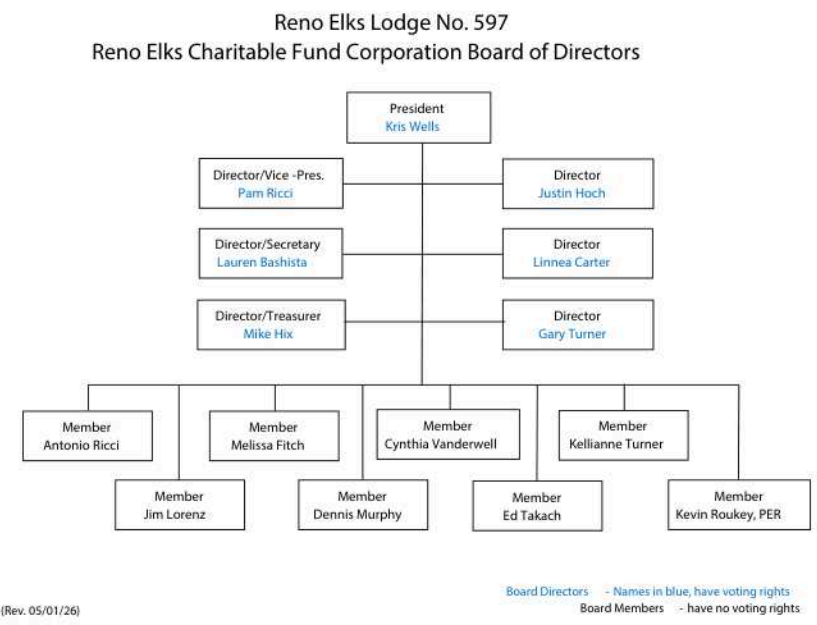 Reno Elks Lodge No. 597
Reno Elks Charitable Fund Corporation Board of Directors
President
Kris Wells
Director/Vice -Pres.
Pam Ricci
Director
Justin Hoch
Director/Secretary
Lauren Bashista
Director
Linnea Carter
Director/Treasurer
Mike Hix
Director
Gary Turner
Member
Antonio Ricci
Member
Melissa Fitch
Member
Cynthia Vanderwell
Member
Kellianne Turner
Member
Jim Lorenz
Member
Dennis Murphy
Member
Ed Takach
Member
Kevin Roukey, PER
Board Directors - Names in blue, have voting rights
Board Members - have no voting rights
(Rev. 05/01/26)